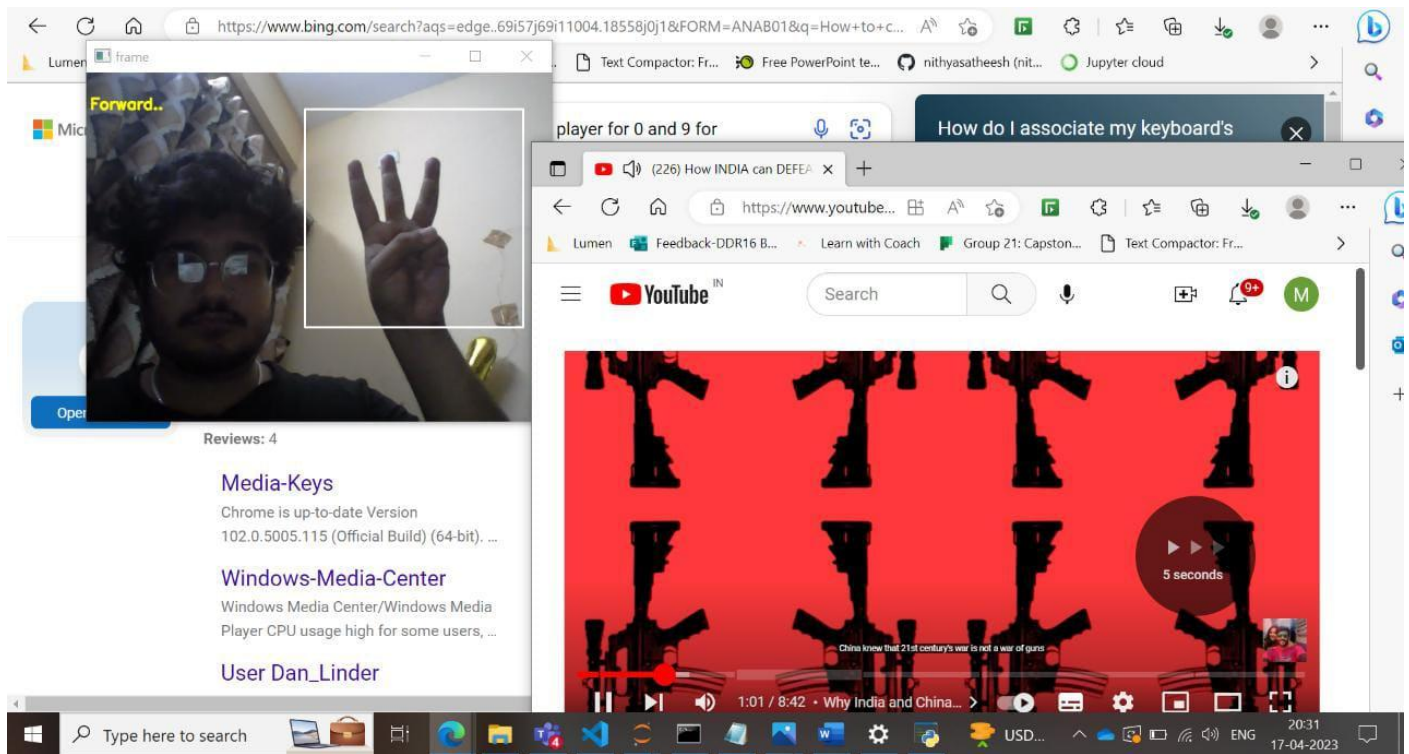 https://www.bing.com/search?aqs=edge..69i57j69i11004.18558j0j1&FORM=ANAB01&q=How+to+c...
frame
Lumen
Text Compactor: Fr...
Free PowerPoint te...
nithyasatheesh (nit...
Jupyter cloud
Forward..
player for 0 and 9 for
How do I associate my keyboard's
Open
Reviews: 4
Media-Keys
Chrome is up-to-date Version
102.0.5005.115 (Official Build) (64-bit). ...
Windows-Media-Center
Windows Media Center/Windows Media
Player CPU usage high for some users, ...
User Dan_Linder
(226) How INDIA can DEFEA
https://www.youtube...
Lumen
Feedback-DDR16 B...
Learn with Coach
Group 21: Capston...
Text Compactor: Fr...
YouTube IN
Search
9+
M
5 seconds
China knew that 21st century's war is not a war of guns
1:01 / 8:42 • Why India and China...
Type here to search
USD...
ENG
20:31
17-04-2023